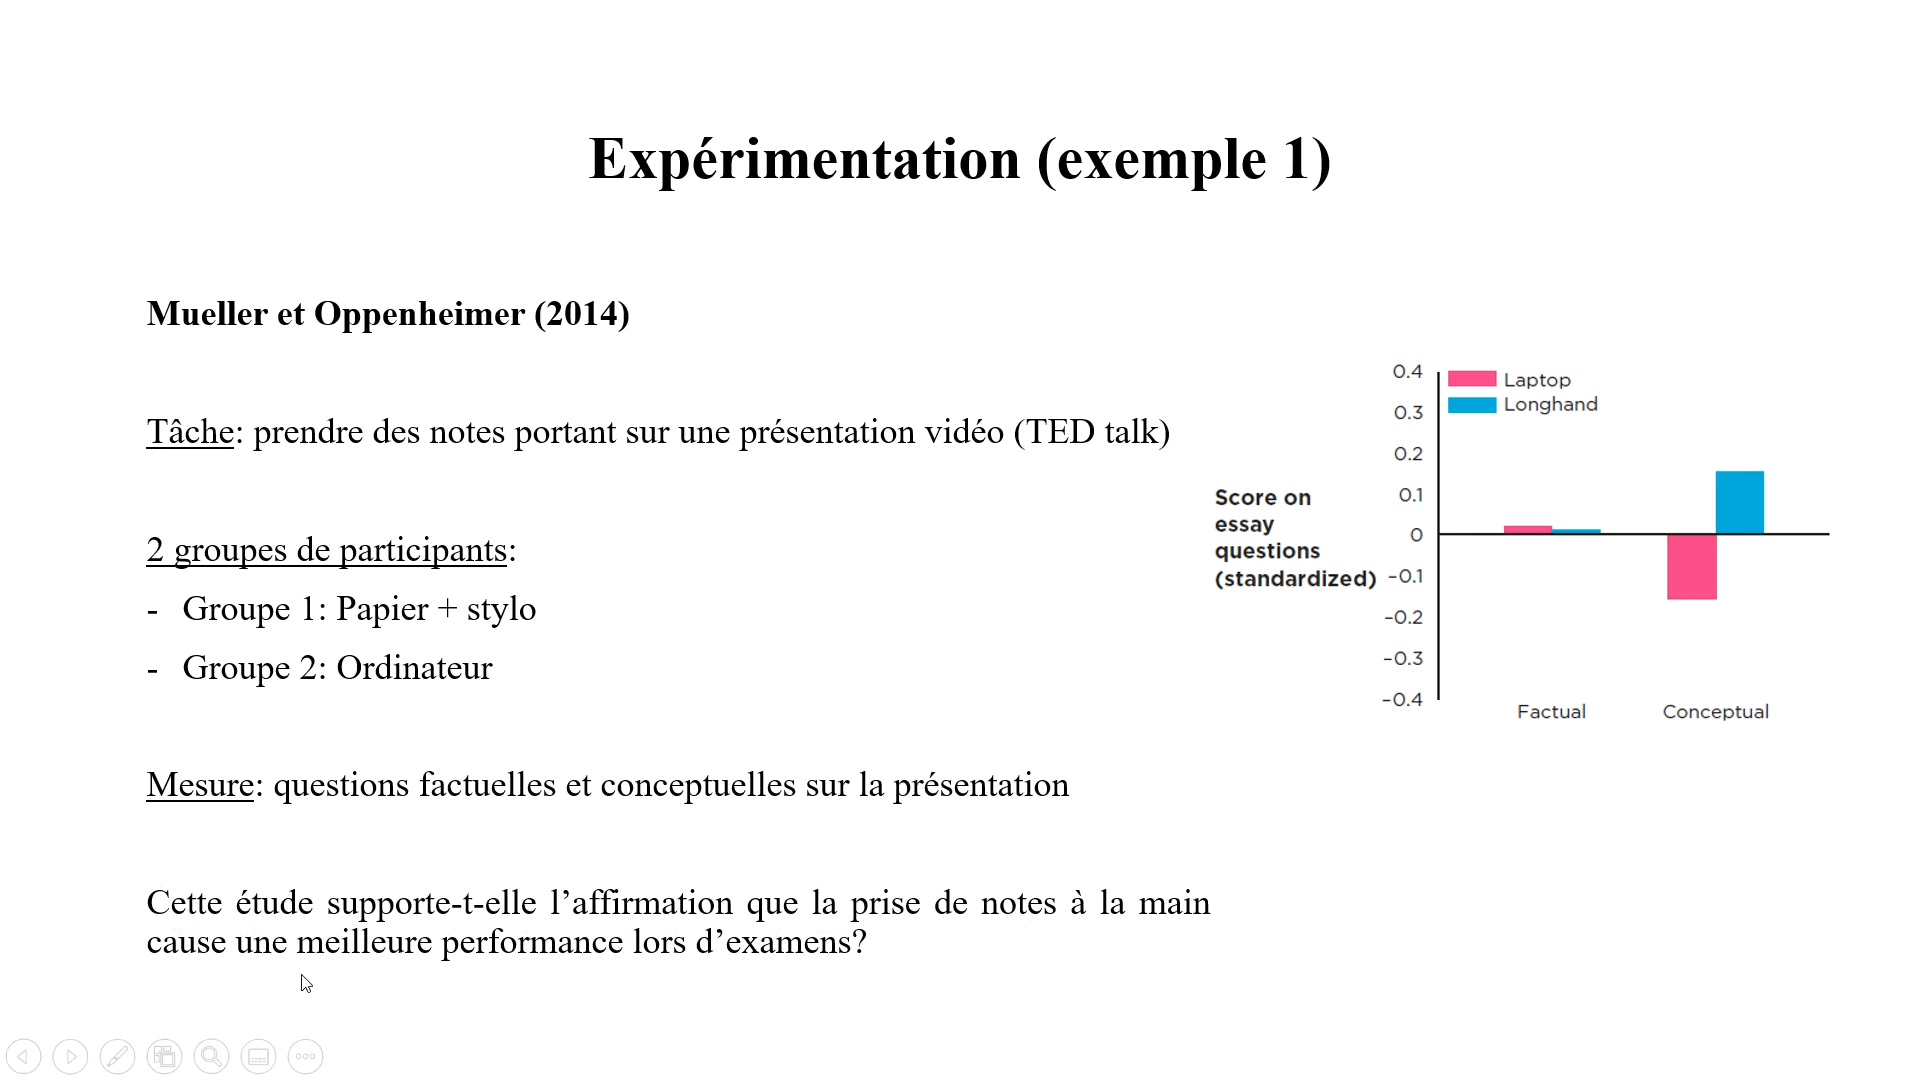 Expérimentation (exemple 1)
Mueller et Oppenheimer (2014)
Tâche: prendre des notes portant sur une présentation vidéo (TED talk)
2 groupes de participants:
- Groupe 1: Papier + stylo
- Groupe 2: Ordinateur
Mesure: questions factuelles et conceptuelles sur la présentation
Cette étude supporte-t-elle l’affirmation que la prise de notes à la main
cause une meilleure performance lors d’examens?
Score on
essay
questions
(standardized)
0.4
0.3
0.2
0.1
0
−0.1
−0.2
−0.3
−0.4
Laptop
Longhand
Factual
Conceptual